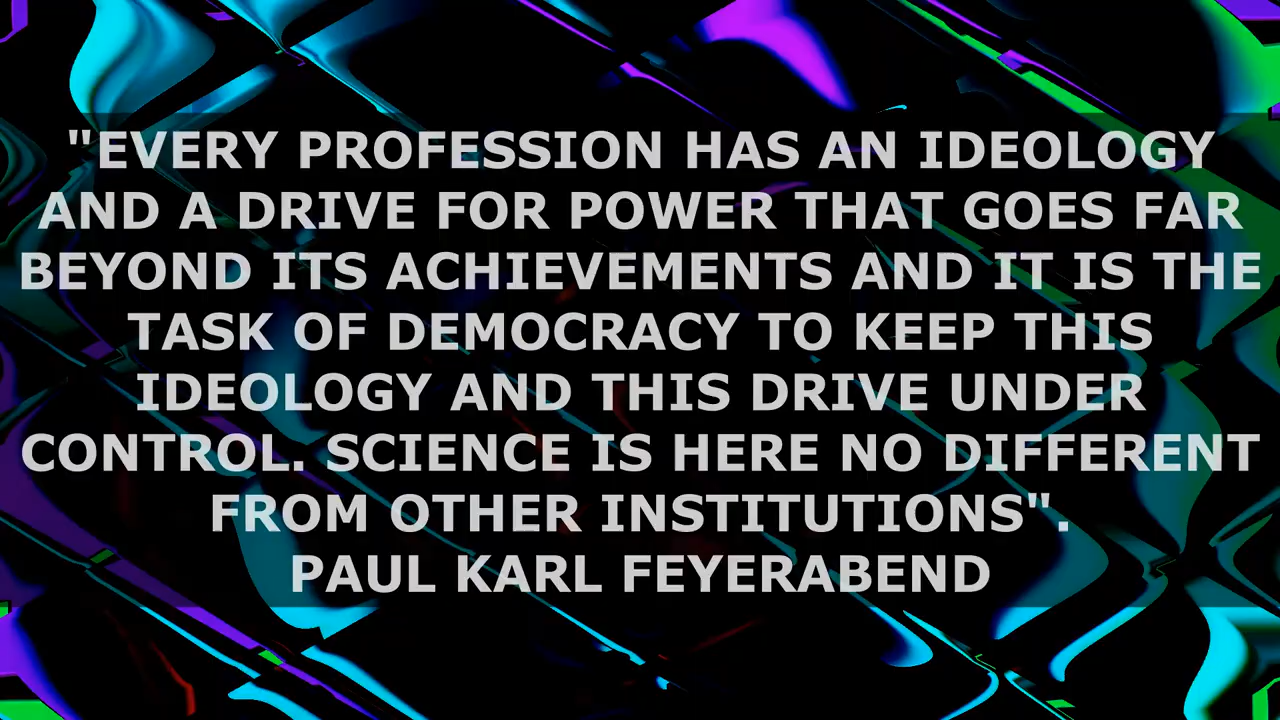 "EVERY PROFESSION HAS AN IDEOLOGY
AND A DRIVE FOR POWER THAT GOES FAR
BEYOND ITS ACHIEVEMENTS AND IT IS THE
TASK OF DEMOCRACY TO KEEP THIS
IDEOLOGY AND THIS DRIVE UNDER
CONTROL. SCIENCE IS HERE NO DIFFERENT
FROM OTHER INSTITUTIONS".
PAUL KARL FEYERABEND